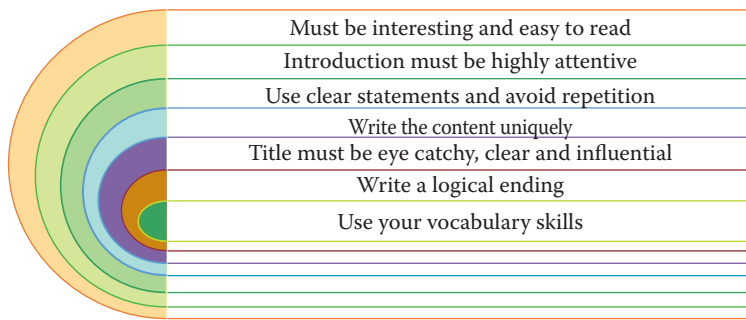 Must be interesting and easy to read
Introduction must be highly attentive
Use clear statements and avoid repetition
Write the content uniquely
Title must be eye catchy, clear and influential
Write a logical ending
Use your vocabulary skills